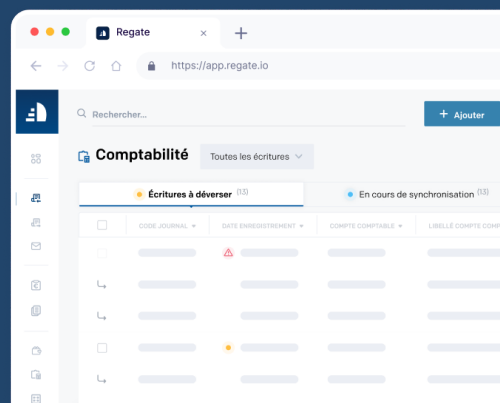 Regate
https://app.regate.io
Rechercher...
+ Ajouter
Comptabilité
Toutes les écritures
Écritures à déverser (13)
En cours de synchronisation (13)
CODE JOURNAL
DATE ENREGISTREMENT
COMPTE COMPTABLE
LIBELLÉ COMPTE COMP